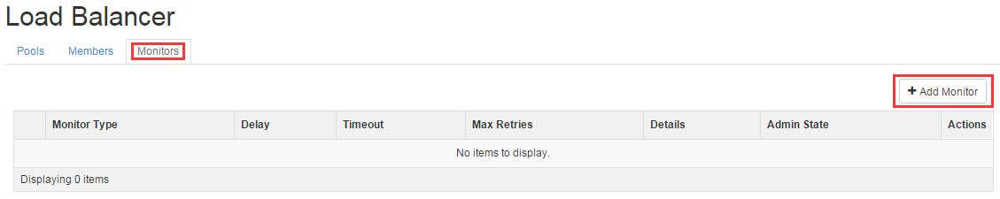 Load Balancer
Pools Members Monitors
+ Add Monitor
Monitor Type Delay Timeout Max Retries Details Admin State Actions
No items to display.
Displaying 0 items